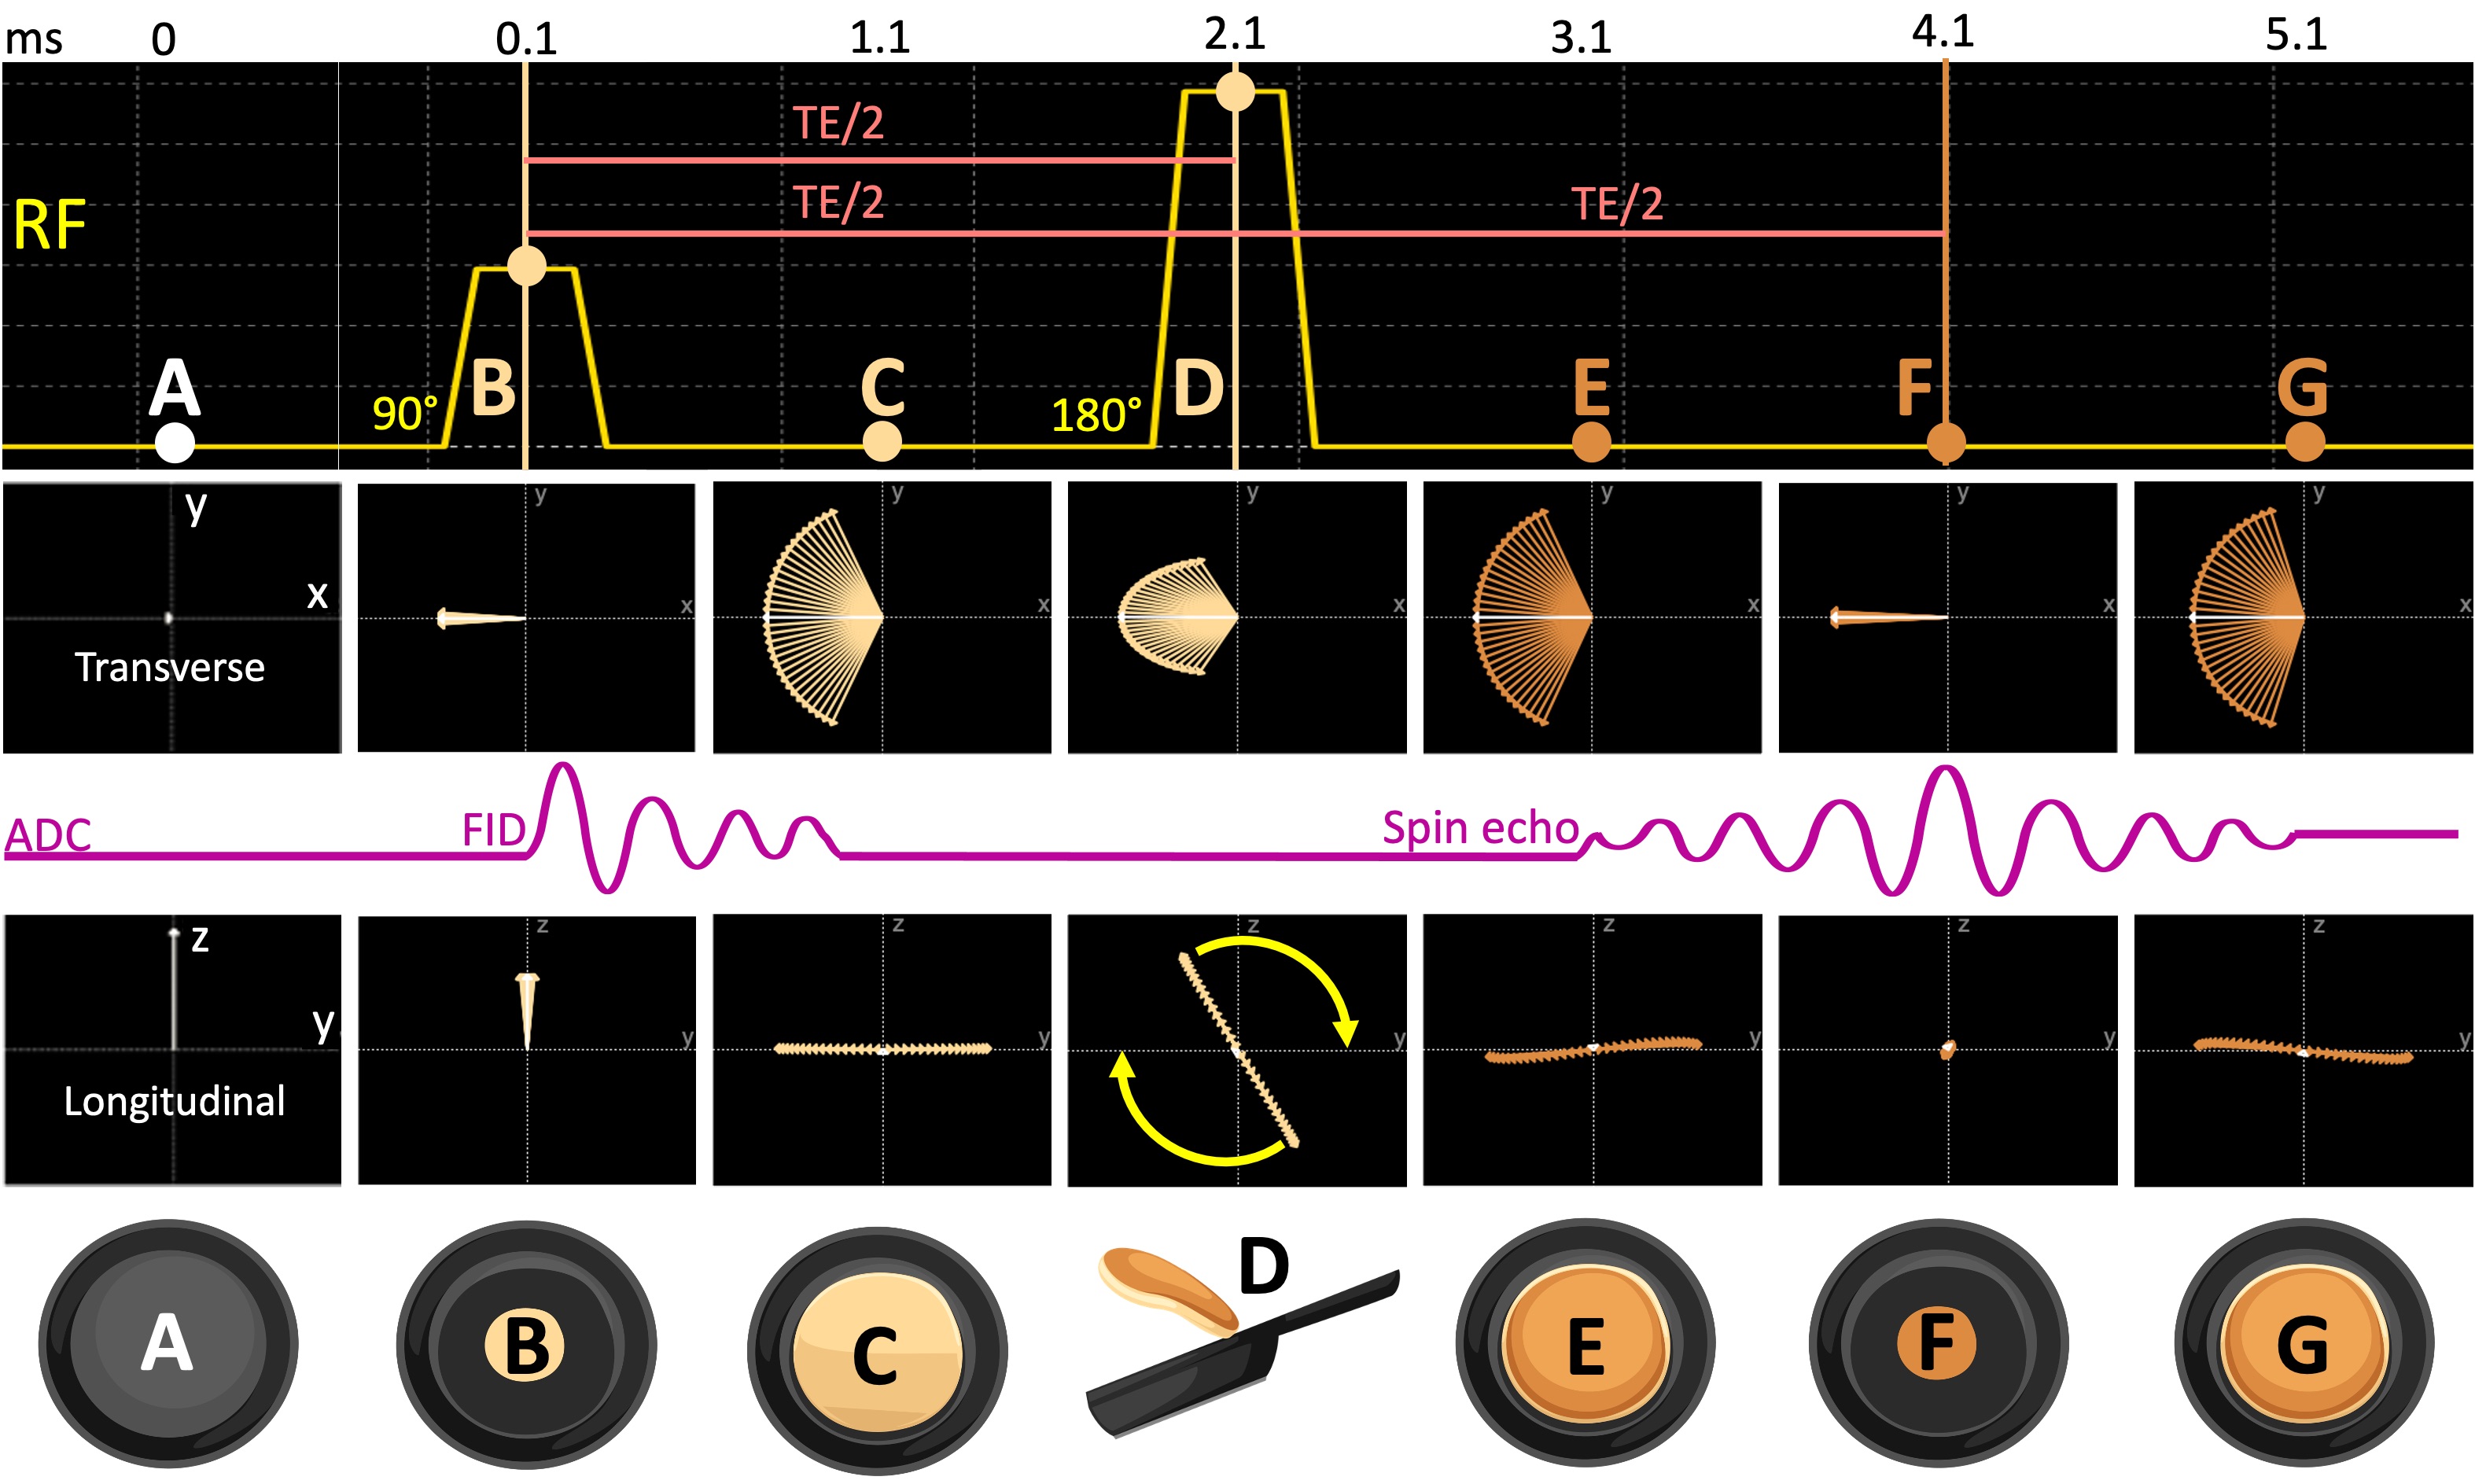 ms 0 0.1 1.1 2.1 3.1 4.1 5.1
TE/2
TE/2 TE/2
RF
A B C D E F G
90° 180°
y y y y y y y
x x x x x x x
Transverse
ADC FID Spin echo
z z z z z z z
y y y y y y y
Longitudinal
A B C D E F G